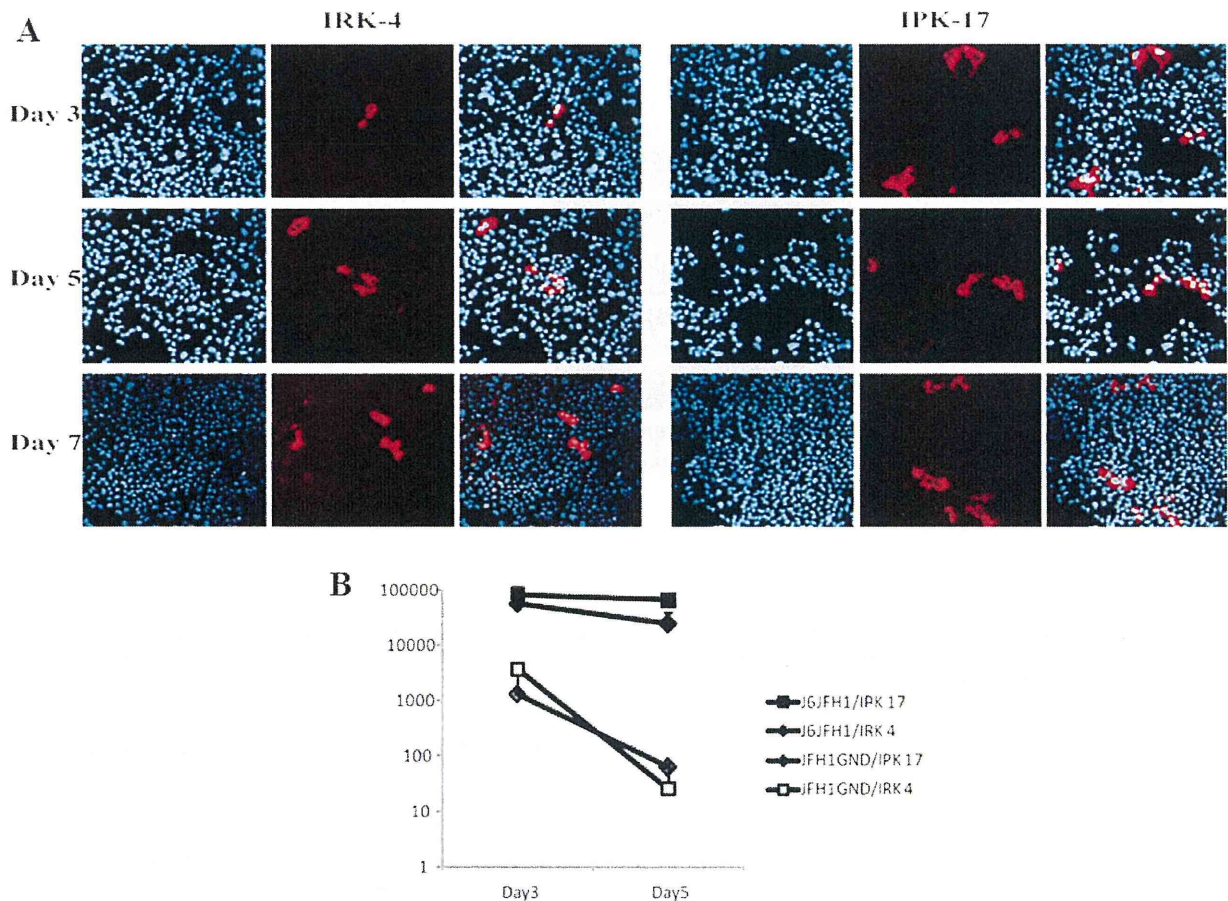 A
IRK-4
IPK-17
Day 3
Day 5
Day 7
B
100000
10000
1000
100
10
1
Day3
Day5
J6JFH1/IPK 17
J6JFH1/IRK 4
JFH1GND/IPK 17
JFH1GND/IRK 4